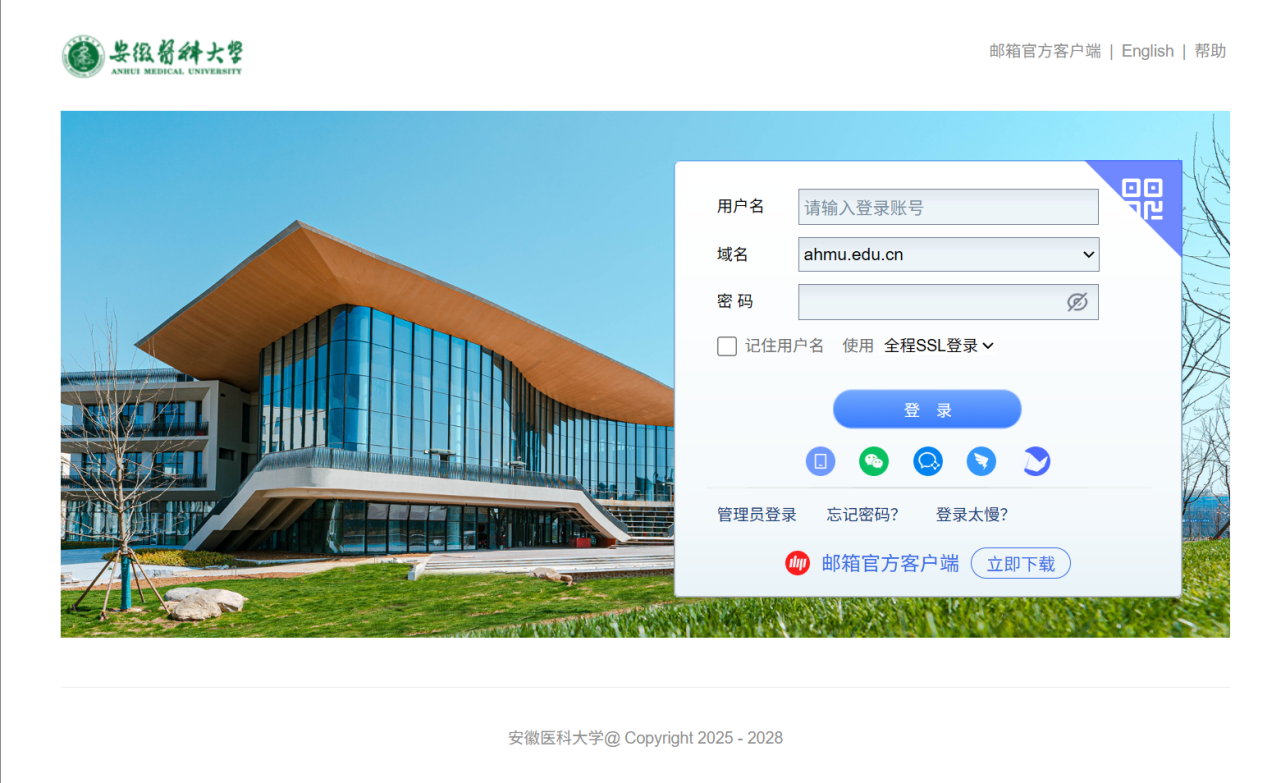 安徽醫科大学
ANHUI MEDICAL UNIVERSITY
邮箱官方客户端 | English | 帮助
用户名 请输入登录账号
域名 ahmu.edu.cn
密 码
记住用户名 使用 全程SSL登录
登 录
管理员登录 忘记密码? 登录太慢?
邮箱官方客户端 立即下载
安徽医科大学@ Copyright 2025 - 2028